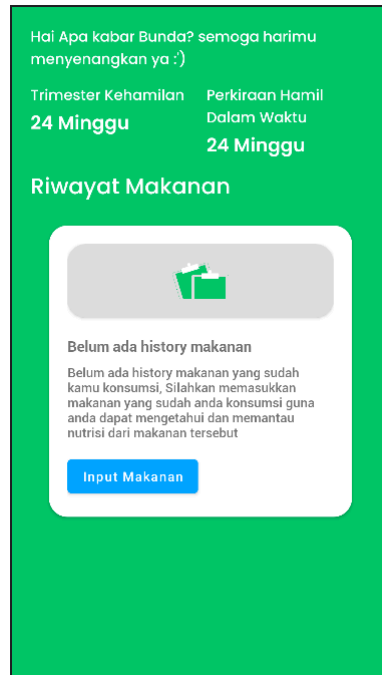 Hai Apa kabar Bunda? semoga harimu
menyenangkan ya :')
Trimester Kehamilan
24 Minggu
Perkiraan Hamil
Dalam Waktu
24 Minggu
Riwayat Makanan
Belum ada history makanan
Belum ada history makanan yang sudah
kamu konsumsi, Silahkan memasukkan
makanan yang sudah anda konsumsi guna
anda dapat mengetahui dan memantau
nutrisi dari makanan tersebut
Input Makanan